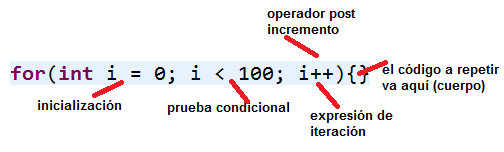 operador post
incremento
for(int i = 0; i < 100; i++){}
el código a repetir
va aquí (cuerpo)
inicialización
prueba condicional
expresión de
iteración